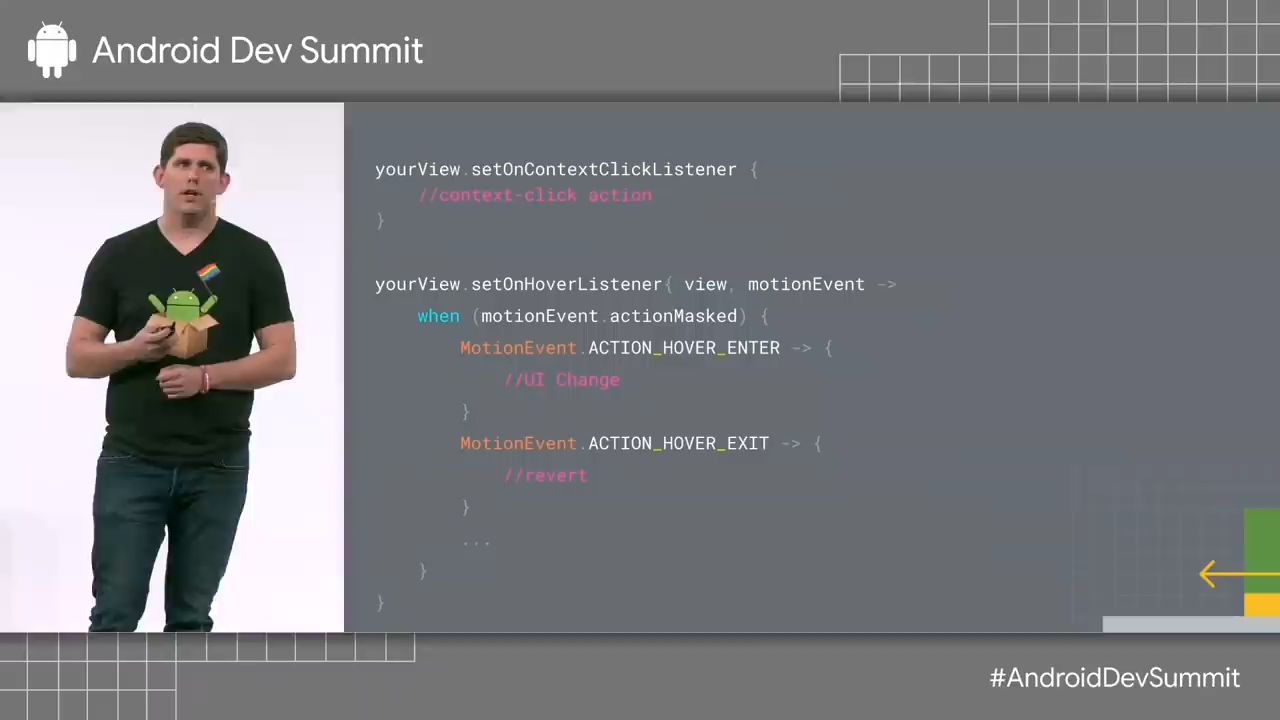 Android Dev Summit
yourView.setOnContextClickListener {
//context-click action
}
yourView.setOnHoverListener{ view, motionEvent ->
when (motionEvent.actionMasked) {
MotionEvent.ACTION_HOVER_ENTER -> {
//UI Change
}
MotionEvent.ACTION_HOVER_EXIT -> {
//revert
}
...
}
}
#AndroidDevSummit